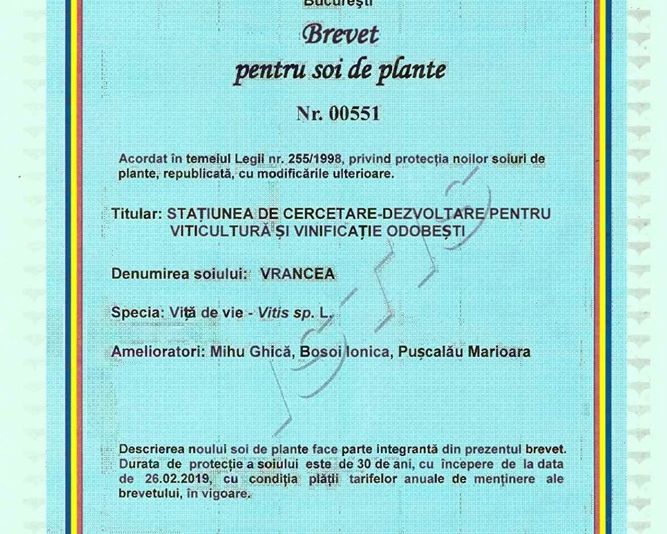 București
Brevet
pentru soi de plante
Nr. 00551
Acordat în temeiul Legii nr. 255/1998, privind protecția noilor soiuri de
plante, republicată, cu modificările ulterioare.
Titular: STAȚIUNEA DE CERCETARE-DEZVOLTARE PENTRU
VITICULTURĂ ȘI VINIFICAȚIE ODOBEȘTI
Denumirea soiului: VRANCEA
Specia: Viță de vie - Vitis sp. L.
Amelioratori: Mihu Ghică, Bosoi Ionica, Pușcalău Marioara
Descrierea noului soi de plante face parte integrantă din prezentul brevet.
Durata de protecție a soiului este de 30 de ani, cu începere de la data
de 26.02.2019, cu condiția plății tarifelor anuale de menținere ale
brevetului, în vigoare.